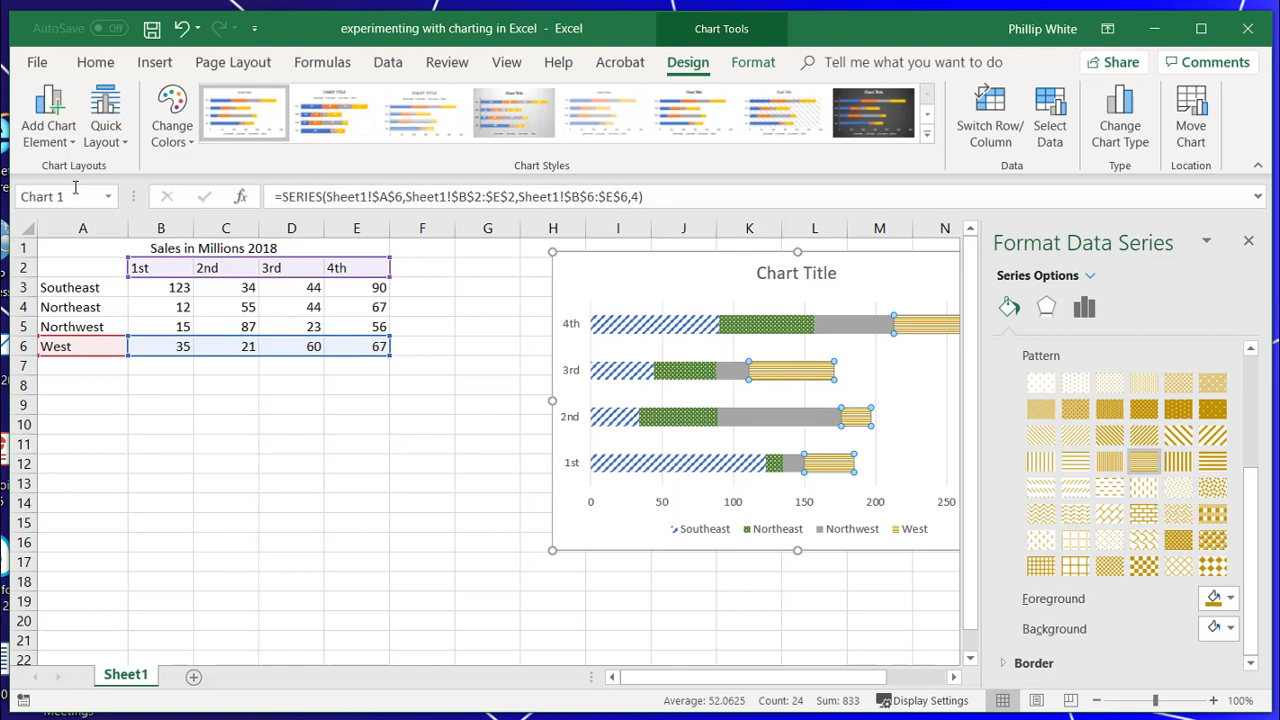 AutoSave Off experimenting with charting in Excel - Excel Chart Tools Phillip White
File Home Insert Page Layout Formulas Data Review View Help Acrobat Design Format Tell me what you want to do Share Comments
Add Chart Element Quick Layout Change Colors Switch Row/Column Select Data Change Chart Type Move Chart
Chart Layouts Chart Styles Data Type Location
Chart 1 fx =SERIES(Sheet1!$A$6,Sheet1!$B$2:$E$2,Sheet1!$B$6:$E$6,4)
A B C D E F G H I J K L M N
1 Sales in Millions 2018
2 1st 2nd 3rd 4th
3 Southeast 123 34 44 90
4 Northeast 12 55 44 67
5 Northwest 15 87 23 56
6 West 35 21 60 67
7
8
9
10
11
12
13
14
15
16
17
18
19
20
21
22
Chart Title
4th
3rd
2nd
1st
0 50 100 150 200 250
Southeast Northeast Northwest West
Format Data Series
Series Options
Pattern
Foreground
Background
Border
Sheet1
Average: 52.0625 Count: 24 Sum: 833 Display Settings 100%
Meetings